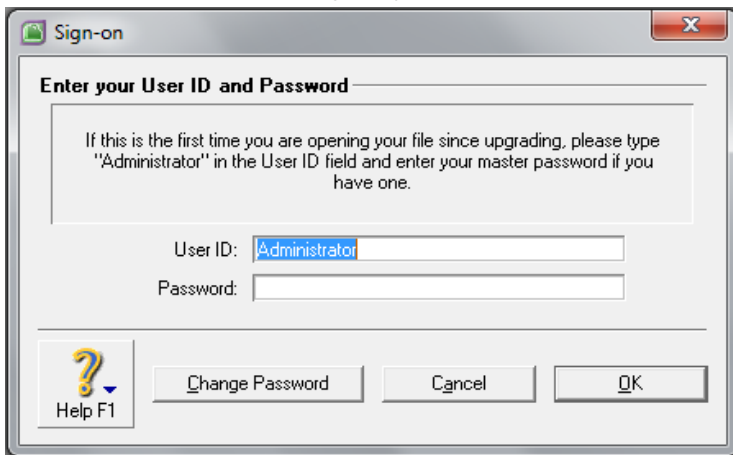 Sign-on
Enter your User ID and Password
If this is the first time you are opening your file since upgrading, please type
"Administrator" in the User ID field and enter your master password if you
have one.
User ID: Administrator
Password:
Help F1
Change Password
Cancel
OK